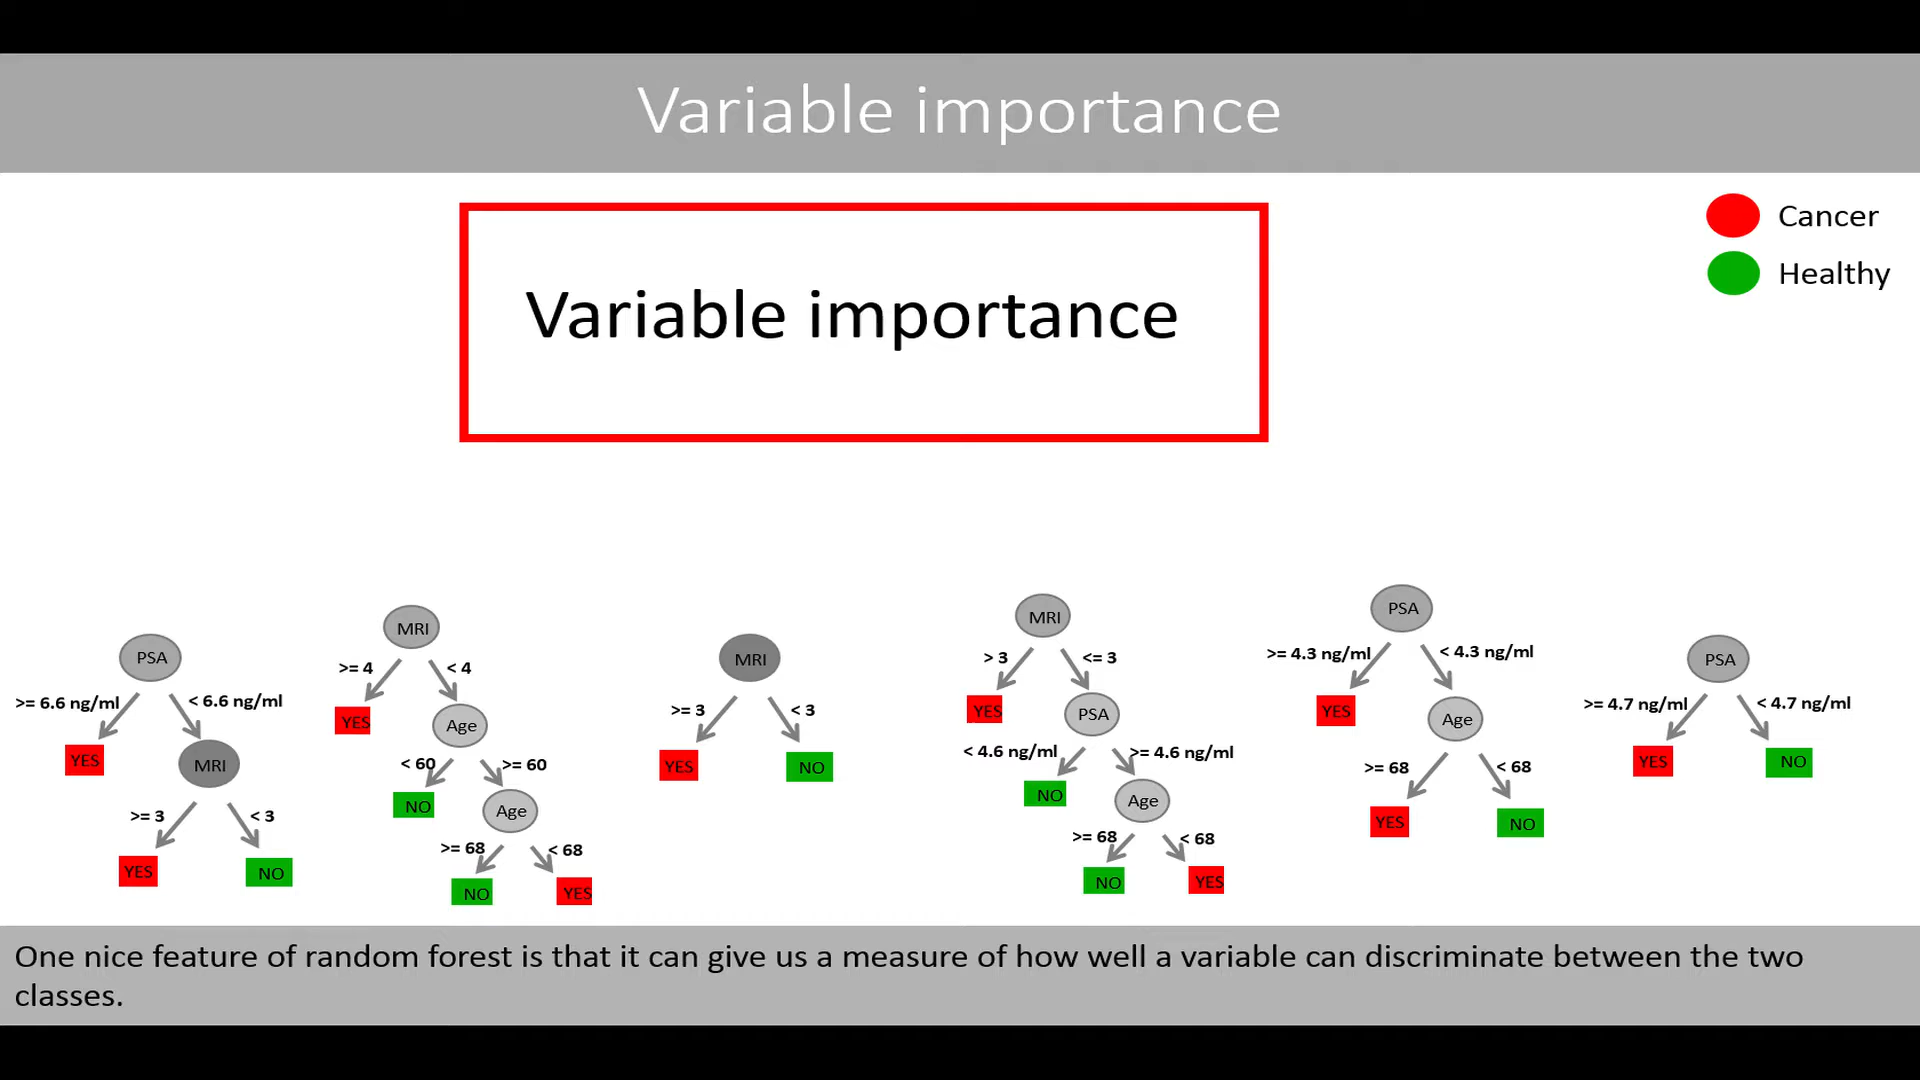 Variable importance
Cancer
Healthy
Variable importance
PSA
>= 6.6 ng/ml
< 6.6 ng/ml
YES
MRI
>= 3
< 3
YES
NO
MRI
>= 4
< 4
YES
Age
< 60
>= 60
NO
Age
>= 68
< 68
NO
YES
MRI
>= 3
< 3
YES
NO
MRI
> 3
<= 3
YES
PSA
< 4.6 ng/ml
>= 4.6 ng/ml
NO
Age
>= 68
< 68
NO
YES
PSA
>= 4.3 ng/ml
< 4.3 ng/ml
YES
Age
>= 68
< 68
YES
NO
PSA
>= 4.7 ng/ml
< 4.7 ng/ml
YES
NO
One nice feature of random forest is that it can give us a measure of how well a variable can discriminate between the two
classes.